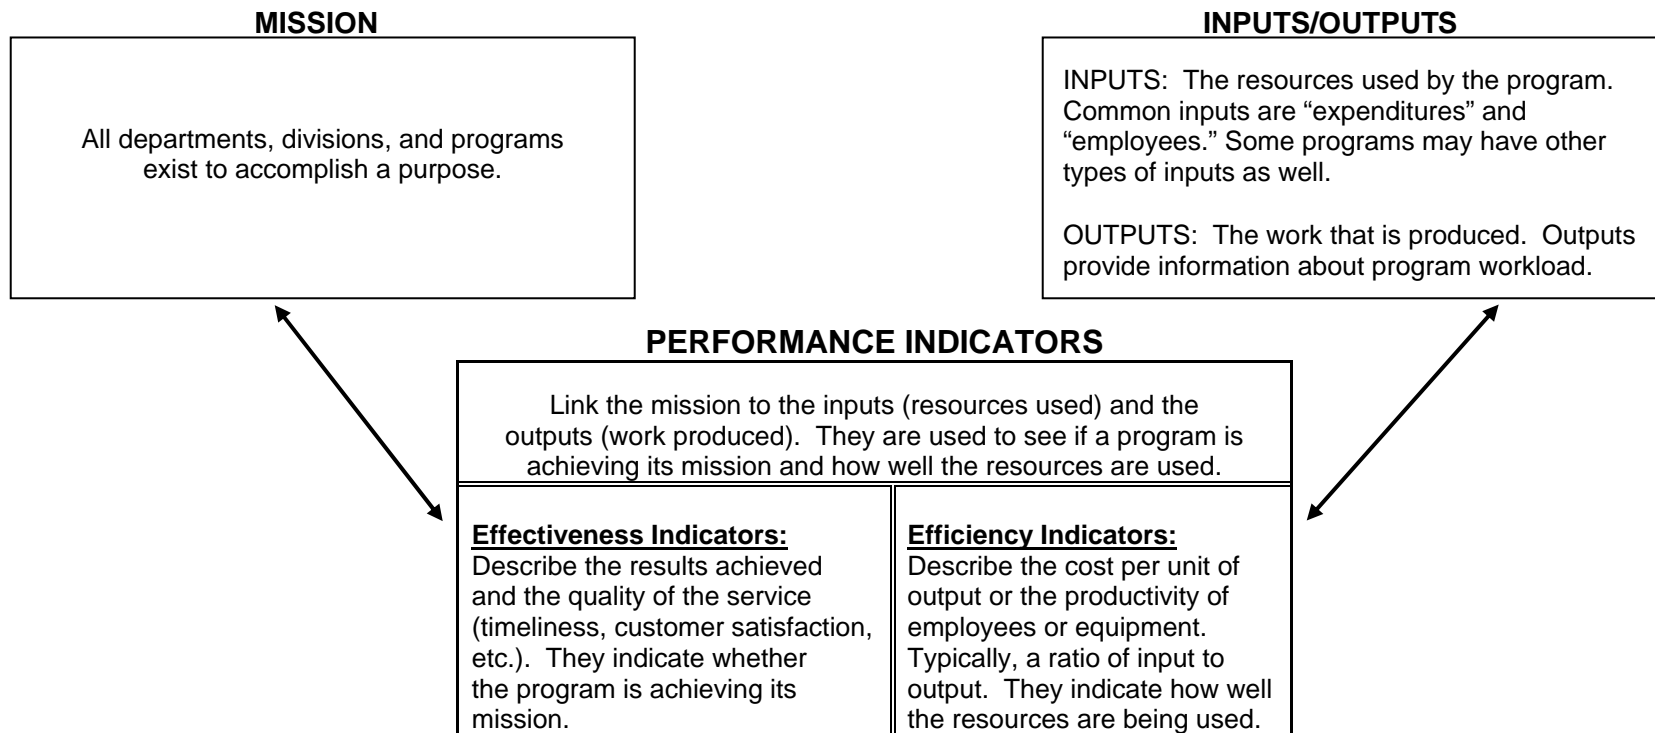 MISSION
All departments, divisions, and programs
exist to accomplish a purpose.
INPUTS/OUTPUTS
INPUTS:  The resources used by the program.
Common inputs are “expenditures” and
“employees.” Some programs may have other
types of inputs as well.
OUTPUTS:  The work that is produced.  Outputs
provide information about program workload.
PERFORMANCE INDICATORS
Link the mission to the inputs (resources used) and the
outputs (work produced).  They are used to see if a program is
achieving its mission and how well the resources are used.
Effectiveness Indicators:
Describe the results achieved
and the quality of the service
(timeliness, customer satisfaction,
etc.).  They indicate whether
the program is achieving its
mission.
Efficiency Indicators:
Describe the cost per unit of
output or the productivity of
employees or equipment.
Typically, a ratio of input to
output.  They indicate how well
the resources are being used.